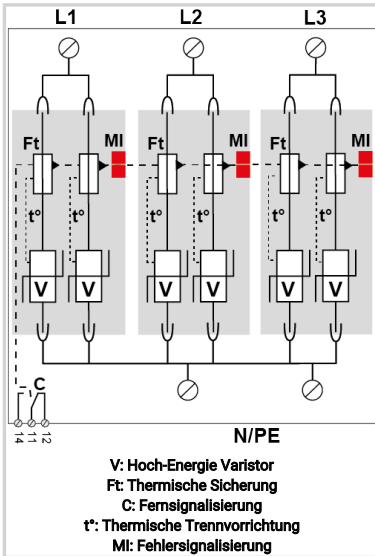 L1 L2 L3
Ft MI Ft MI Ft MI
t° t° t° t° t° t°
V V V V V V
C
14 11 12
N/PE
V: Hoch-Energie Varistor
Ft: Thermische Sicherung
C: Fernsignalisierung
t°: Thermische Trennvorrichtung
MI: Fehlersignalisierung